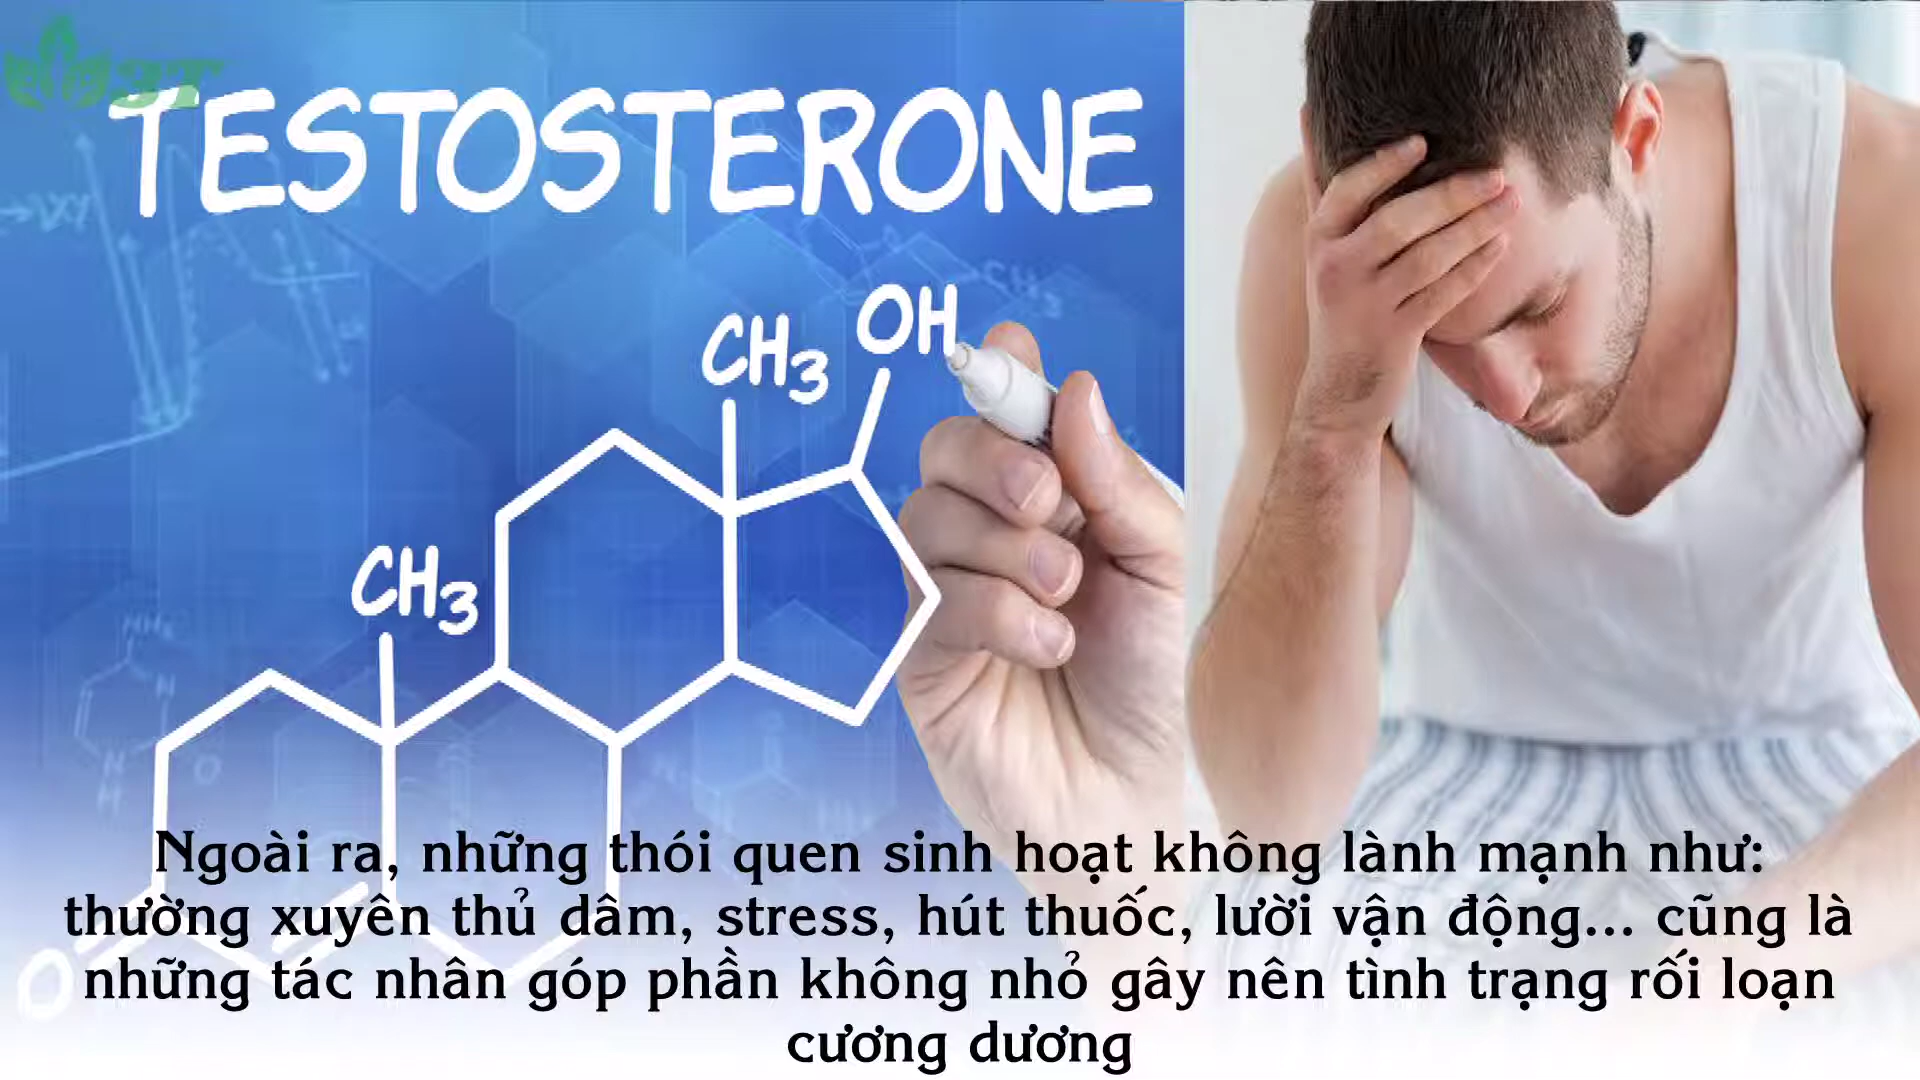 3T
TESTOSTERONE
CH3
OH
CH3
O
Ngoài ra, những thói quen sinh hoạt không lành mạnh như:
thường xuyên thủ dâm, stress, hút thuốc, lười vận động... cũng là
những tác nhân góp phần không nhỏ gây nên tình trạng rối loạn
cương dương